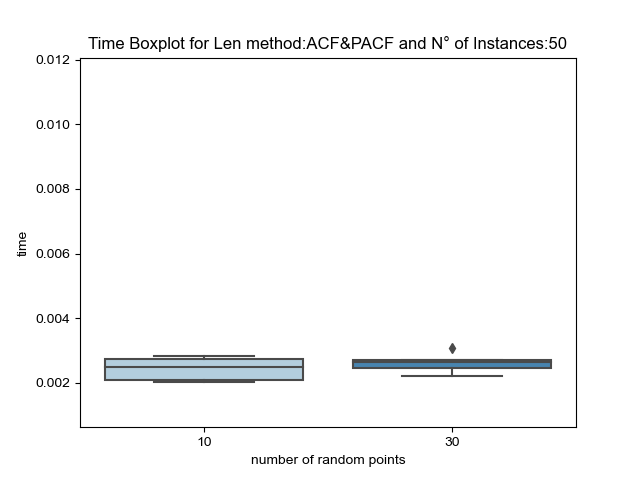 Time Boxplot for Len method:ACF&PACF and N° of Instances:50
0.012
0.010
0.008
0.006
0.004
0.002
time
10 30
number of random points